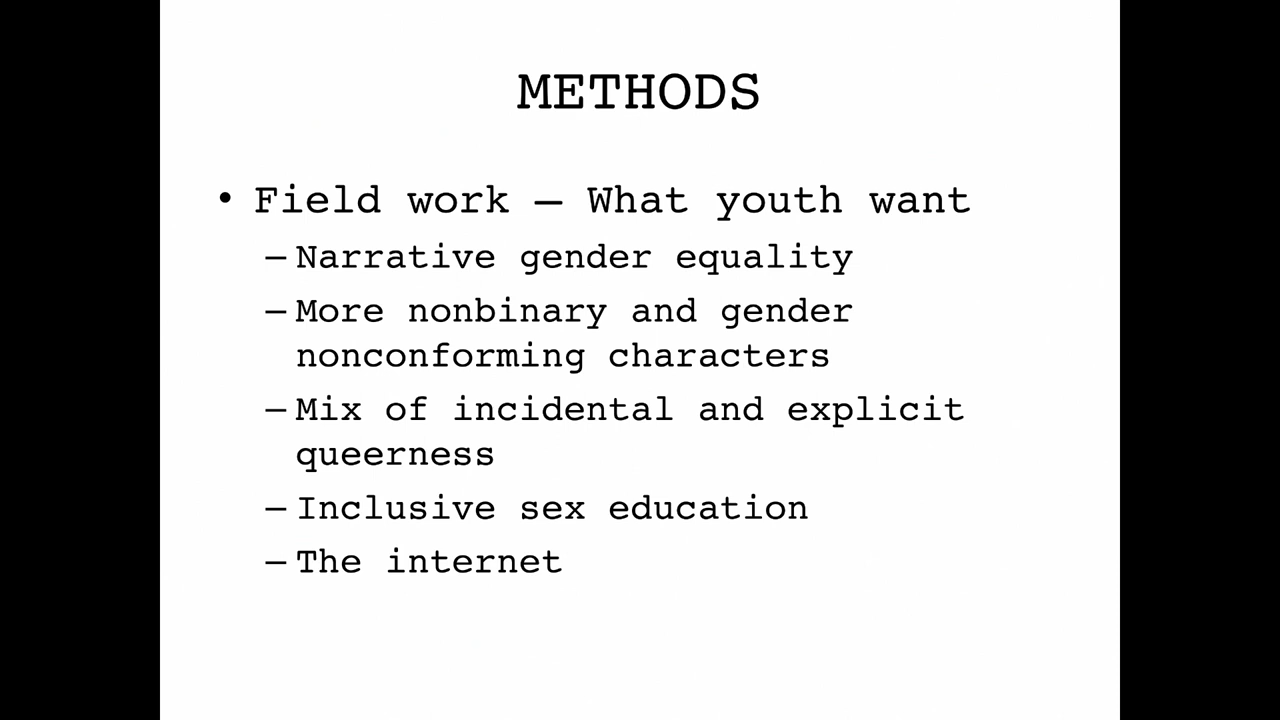 METHODS
• Field work – What youth want
– Narrative gender equality
– More nonbinary and gender
nonconforming characters
– Mix of incidental and explicit
queerness
– Inclusive sex education
– The internet